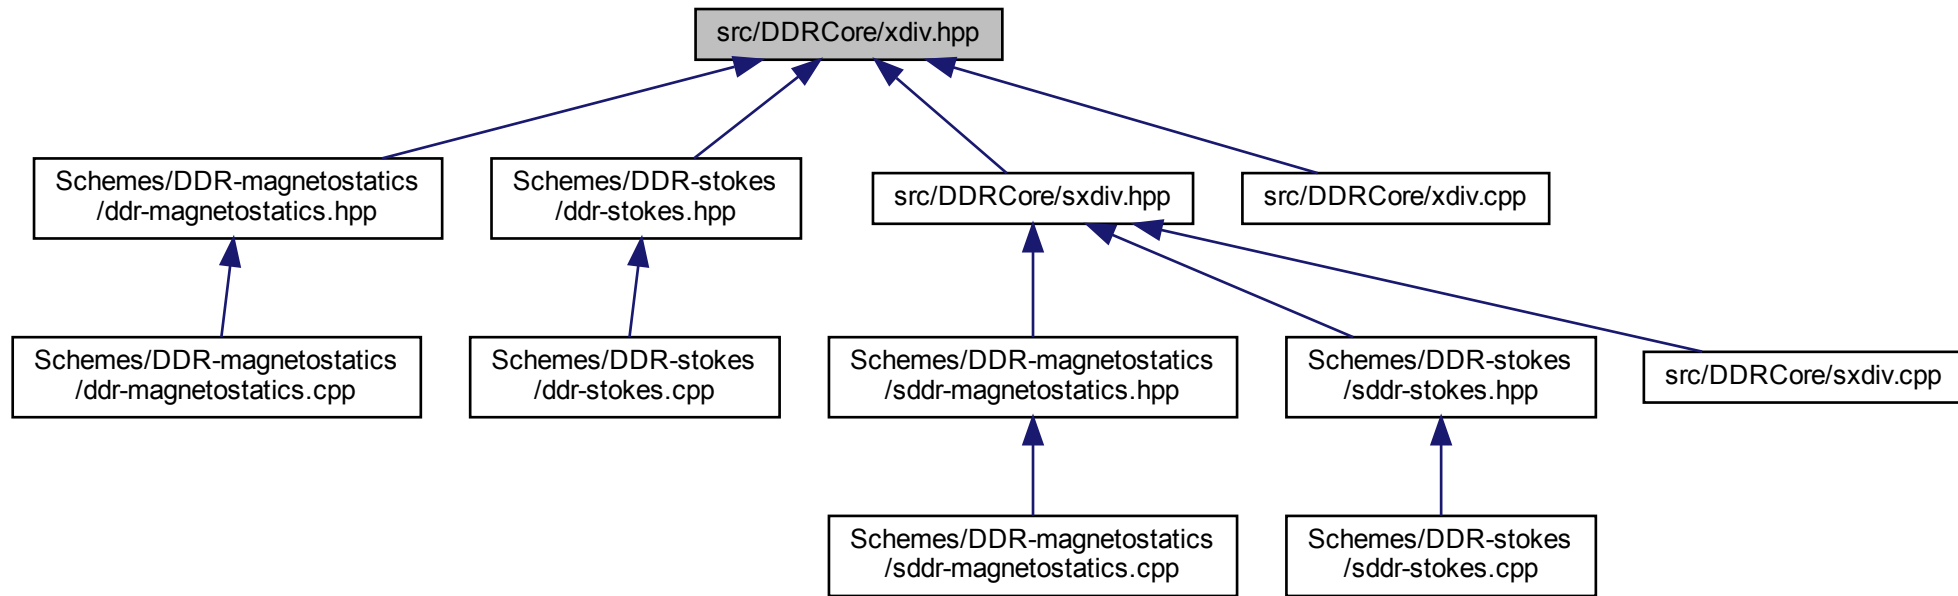 src/DDRCore/xdiv.hpp
Schemes/DDR-magnetostatics
/ddr-magnetostatics.hpp
Schemes/DDR-stokes
/ddr-stokes.hpp
src/DDRCore/sxdiv.hpp
src/DDRCore/xdiv.cpp
Schemes/DDR-magnetostatics
/ddr-magnetostatics.cpp
Schemes/DDR-stokes
/ddr-stokes.cpp
Schemes/DDR-magnetostatics
/sddr-magnetostatics.hpp
Schemes/DDR-stokes
/sddr-stokes.hpp
src/DDRCore/sxdiv.cpp
Schemes/DDR-magnetostatics
/sddr-magnetostatics.cpp
Schemes/DDR-stokes
/sddr-stokes.cpp